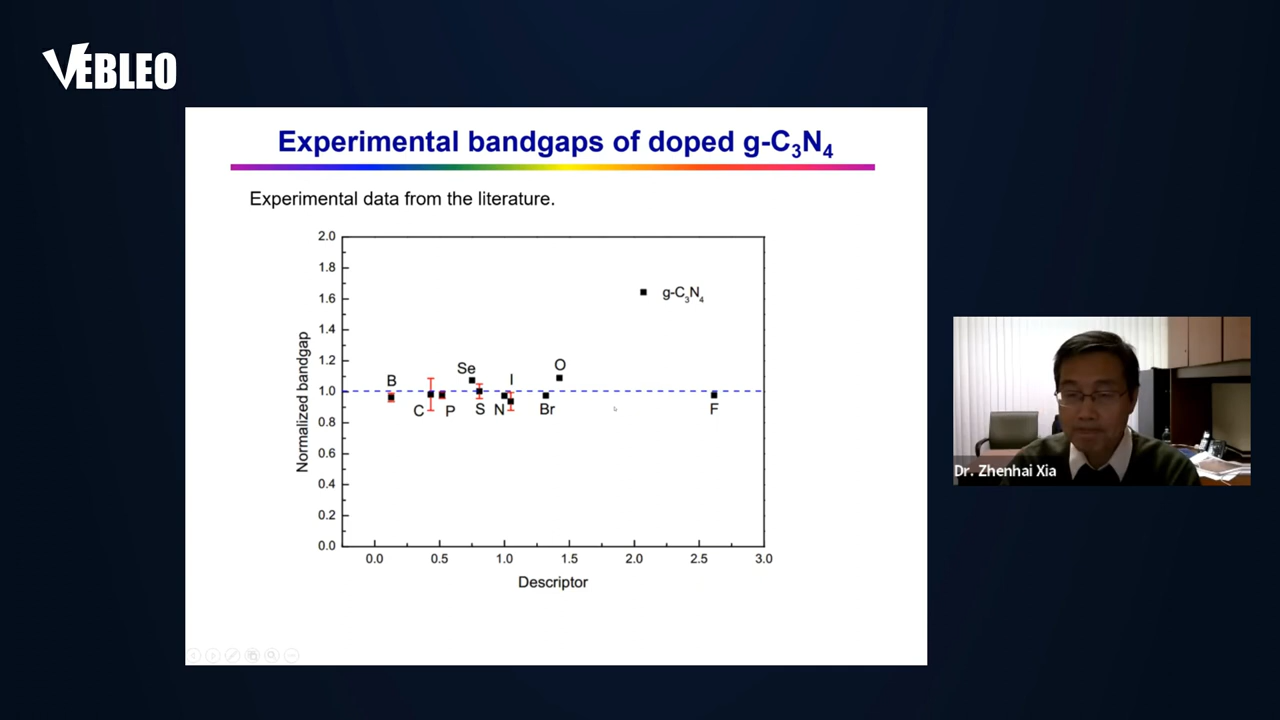 VEBLEO
Experimental bandgaps of doped g-C₃N₄
Experimental data from the literature.
2.0
1.8
1.6
1.4
1.2
1.0
0.8
0.6
0.4
0.2
0.0
Normalized bandgap
g-C₃N₄
B
C
P
Se
S
N
I
Br
O
F
0.0 0.5 1.0 1.5 2.0 2.5 3.0
Descriptor
Dr. Zhenhai Xia